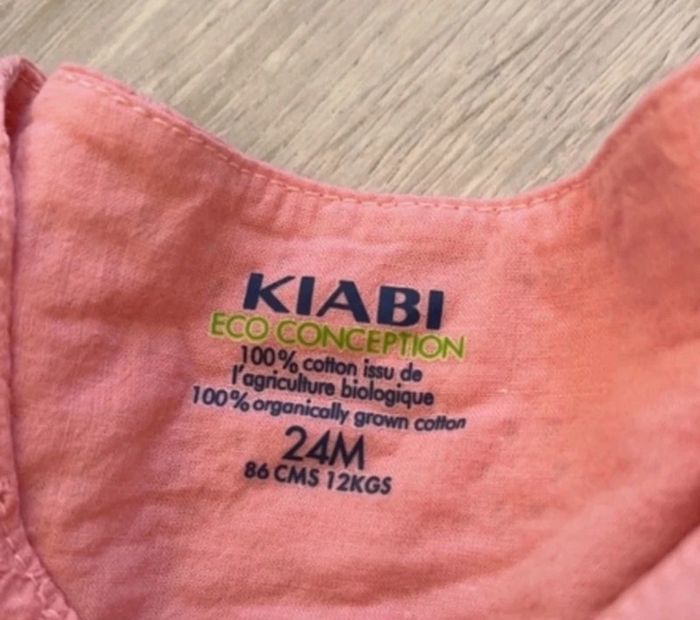 KIABI
ECO CONCEPTION
100% cotton issu de
l'agriculture biologique
100% organically grown cotton
24M
86 CMS 12KGS